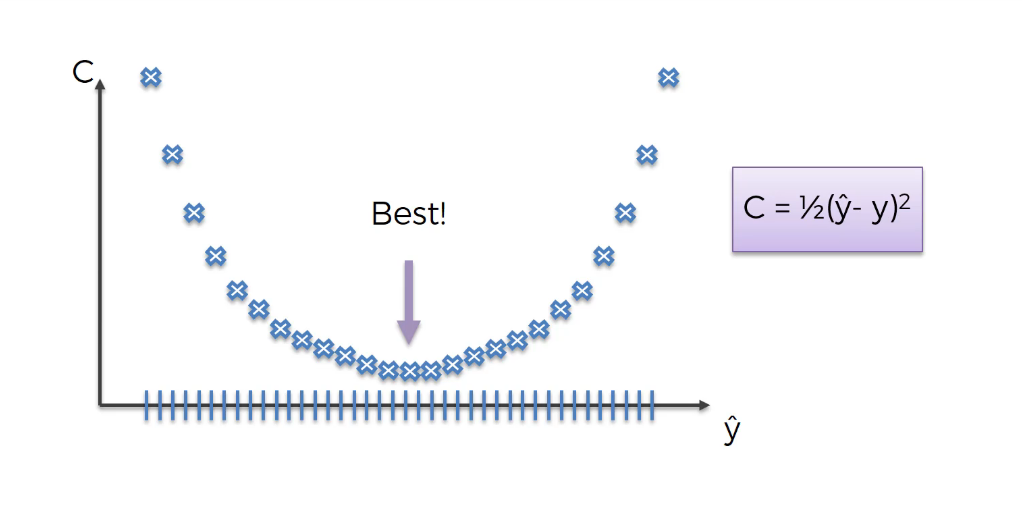 C
Best!
C = ½(ŷ- y)²
ŷ